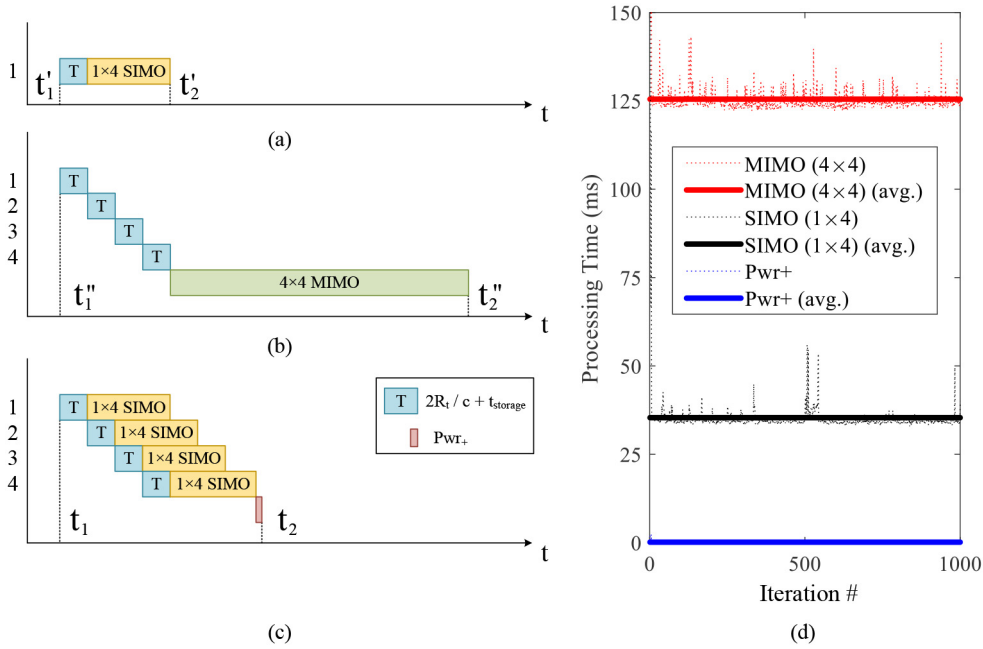 1
T
1×4 SIMO
t'1
t'2
t
(a)
1
2
3
4
T
T
T
T
4×4 MIMO
t''1
t''2
t
(b)
1
2
3
4
T 1×4 SIMO
T 1×4 SIMO
T 1×4 SIMO
T 1×4 SIMO
t1
t2
t
T 2Rt / c + tstorage
Pwr+
(c)
150
125
100
75
50
25
0
Processing Time (ms)
MIMO (4×4)
MIMO (4×4) (avg.)
SIMO (1×4)
SIMO (1×4) (avg.)
Pwr+
Pwr+ (avg.)
0 500 1000
Iteration #
(d)